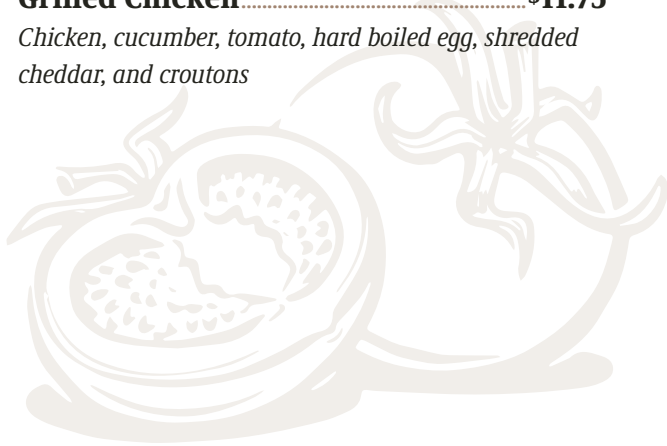 Grilled Chicken $11.75
Chicken, cucumber, tomato, hard boiled egg, shredded
cheddar, and croutons